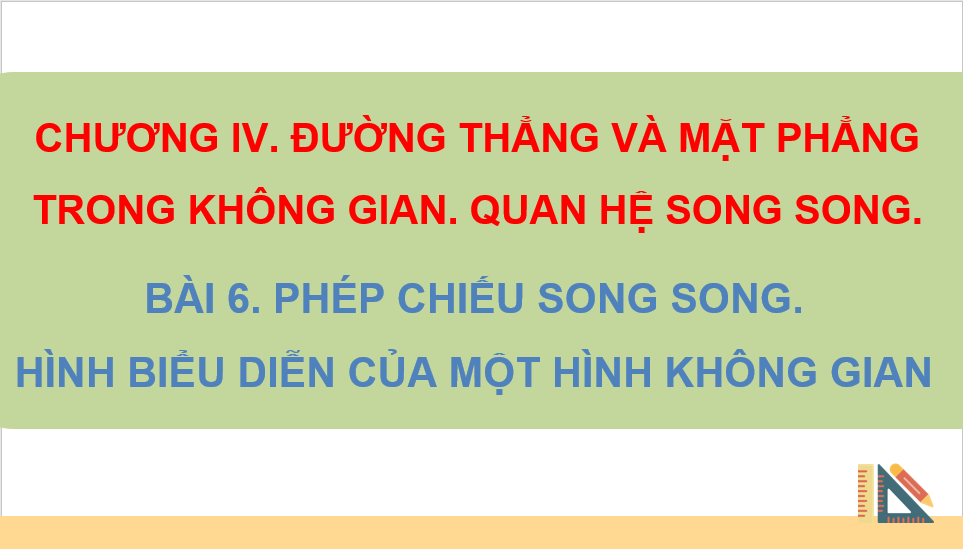 CHƯƠNG IV. ĐƯỜNG THẲNG VÀ MẶT PHẲNG
TRONG KHÔNG GIAN. QUAN HỆ SONG SONG.
BÀI 6. PHÉP CHIẾU SONG SONG.
HÌNH BIỂU DIỄN CỦA MỘT HÌNH KHÔNG GIAN